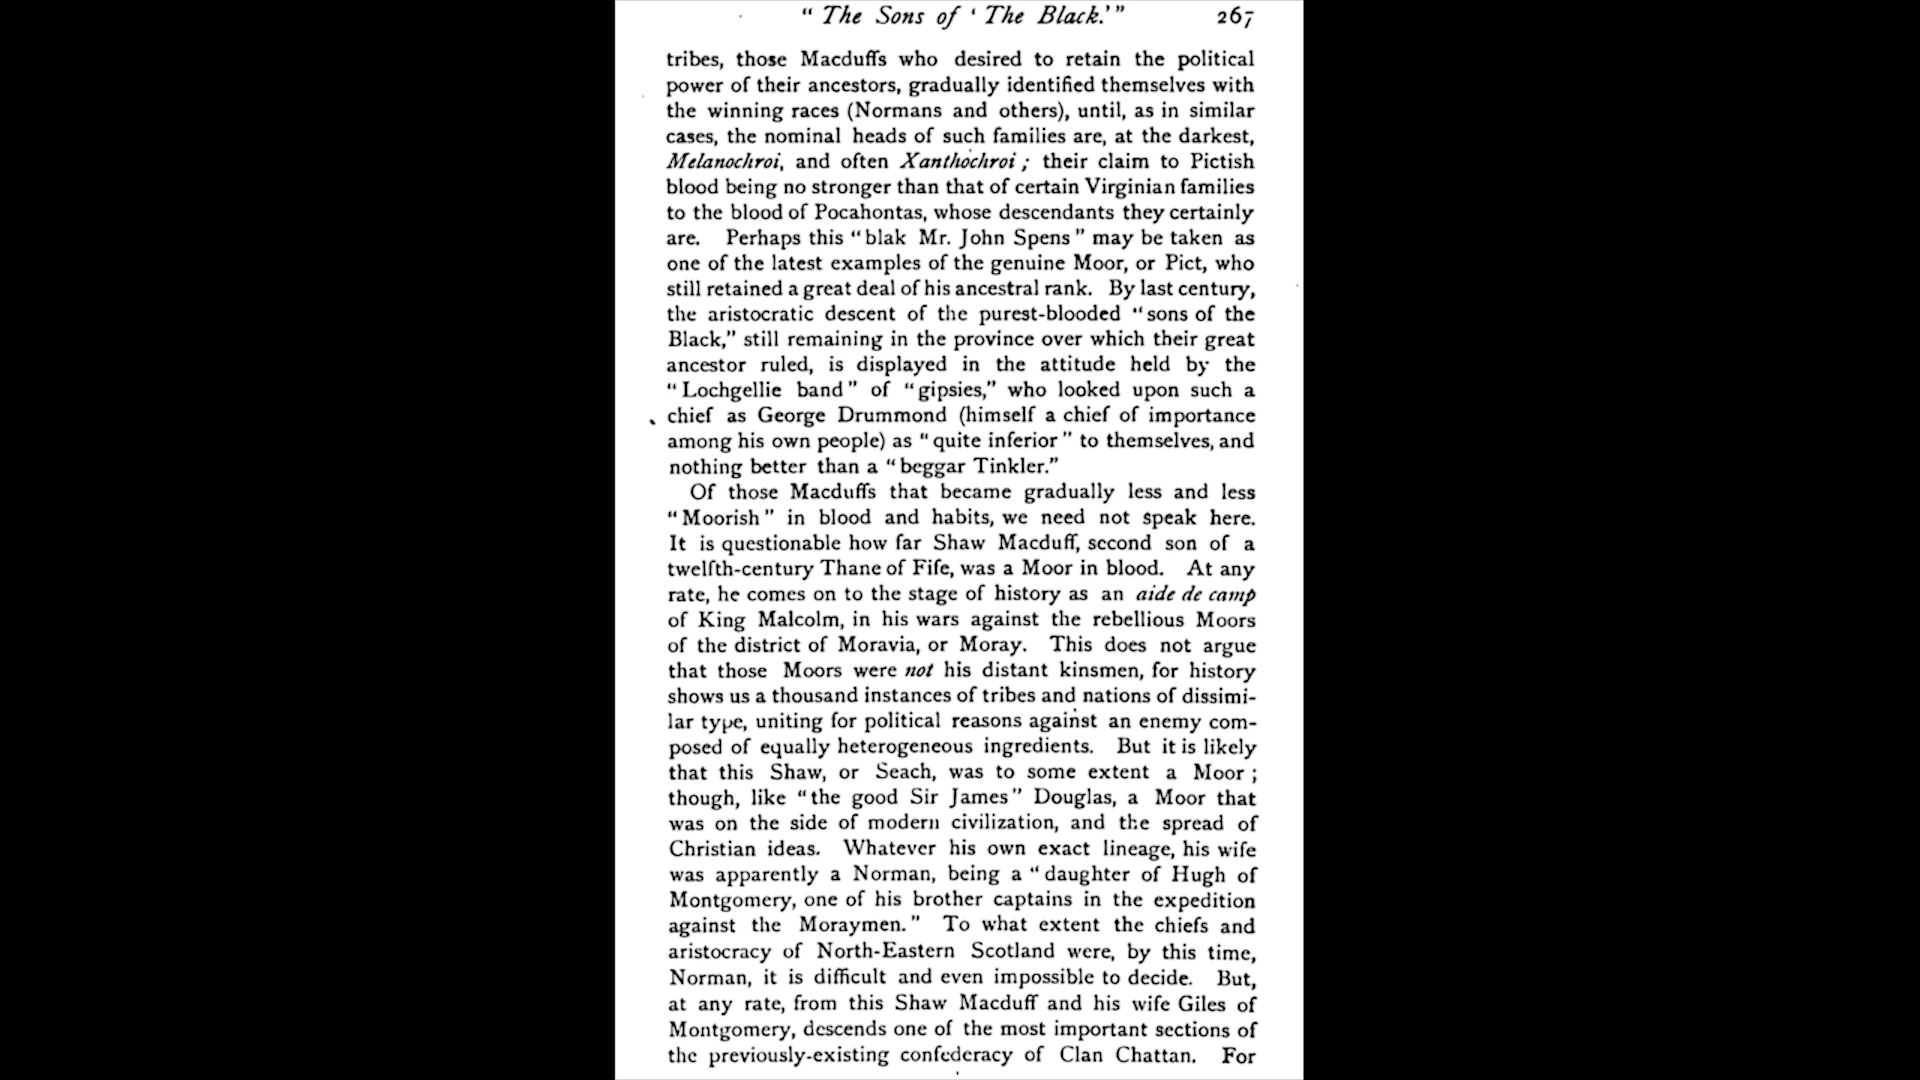 " The Sons of ' The Black.' " 267
tribes, those Macduffs who desired to retain the political
power of their ancestors, gradually identified themselves with
the winning races (Normans and others), until, as in similar
cases, the nominal heads of such families are, at the darkest,
Melanochroi, and often Xanthochroi ; their claim to Pictish
blood being no stronger than that of certain Virginian families
to the blood of Pocahontas, whose descendants they certainly
are. Perhaps this "blak Mr. John Spens" may be taken as
one of the latest examples of the genuine Moor, or Pict, who
still retained a great deal of his ancestral rank. By last century,
the aristocratic descent of the purest-blooded "sons of the
Black," still remaining in the province over which their great
ancestor ruled, is displayed in the attitude held by the
"Lochgellie band" of "gipsies," who looked upon such a
chief as George Drummond (himself a chief of importance
among his own people) as "quite inferior" to themselves, and
nothing better than a "beggar Tinkler."
Of those Macduffs that became gradually less and less
"Moorish" in blood and habits, we need not speak here.
It is questionable how far Shaw Macduff, second son of a
twelfth-century Thane of Fife, was a Moor in blood. At any
rate, he comes on to the stage of history as an aide de camp
of King Malcolm, in his wars against the rebellious Moors
of the district of Moravia, or Moray. This does not argue
that those Moors were not his distant kinsmen, for history
shows us a thousand instances of tribes and nations of dissimi-
lar type, uniting for political reasons against an enemy com-
posed of equally heterogeneous ingredients. But it is likely
that this Shaw, or Seach, was to some extent a Moor ;
though, like "the good Sir James" Douglas, a Moor that
was on the side of modern civilization, and the spread of
Christian ideas. Whatever his own exact lineage, his wife
was apparently a Norman, being a "daughter of Hugh of
Montgomery, one of his brother captains in the expedition
against the Moraymen." To what extent the chiefs and
aristocracy of North-Eastern Scotland were, by this time,
Norman, it is difficult and even impossible to decide. But,
at any rate, from this Shaw Macduff and his wife Giles of
Montgomery, descends one of the most important sections of
the previously-existing confederacy of Clan Chattan. For